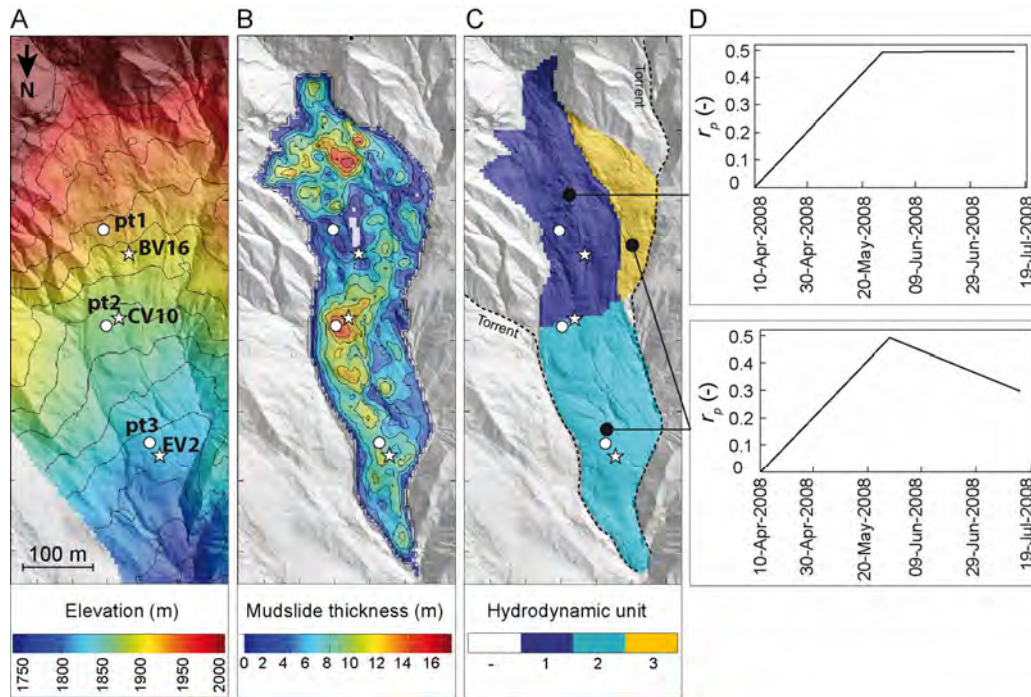 A
B
C
D
N
pt1
BV16
pt2
CV10
pt3
EV2
100 m
Elevation (m)
1750
1800
1850
1900
1950
2000
Mudslide thickness (m)
0 2 4 6 8 12 16
Torrent
Torrent
Hydrodynamic unit
- 1 2 3
rp (-)
0.5
0.4
0.3
0.2
0.1
0
10-Apr-2008
30-Apr-2008
20-May-2008
09-Jun-2008
29-Jun-2008
19-Jul-2008
rp (-)
0.5
0.4
0.3
0.2
0.1
0
10-Apr-2008
30-Apr-2008
20-May-2008
09-Jun-2008
29-Jun-2008
19-Jul-2008